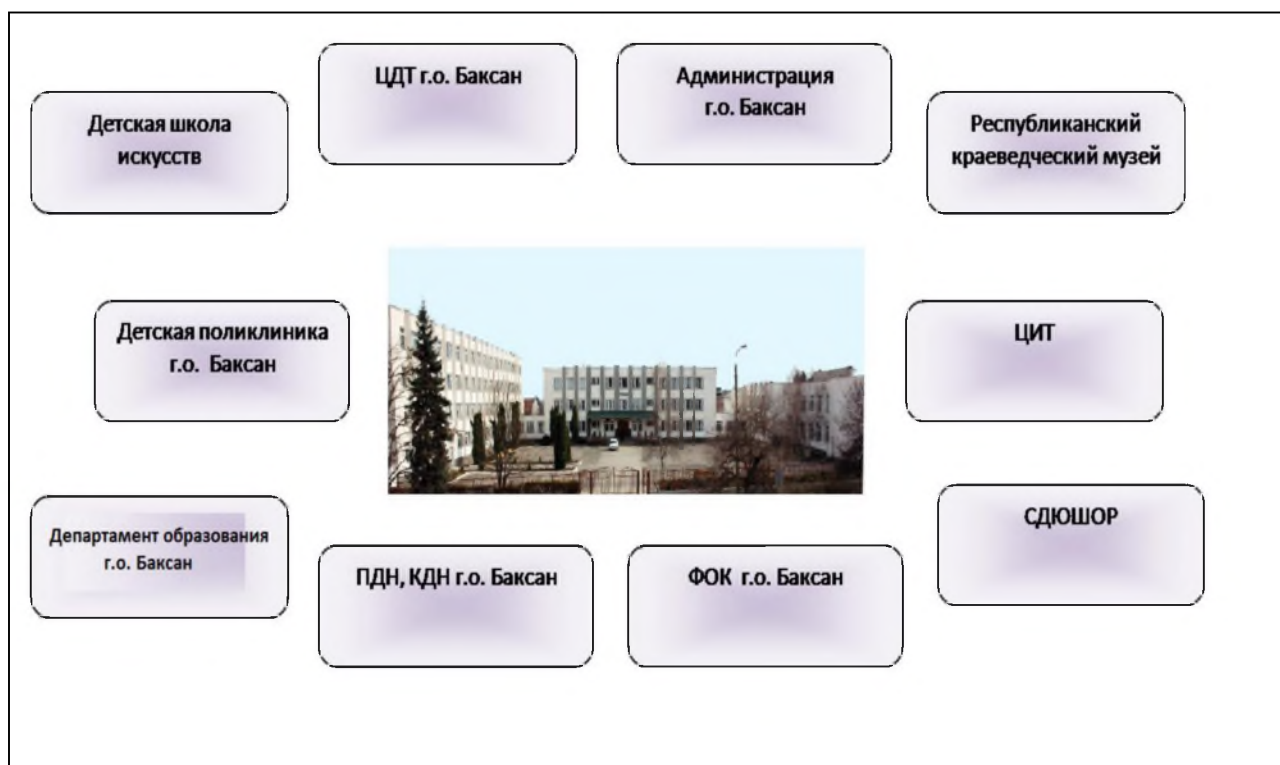 ЦДТ г.о. Баксан
Администрация
г.о. Баксан
Детская школа
искусств
Республиканский
краеведческий музей
Детская поликлиника
г.о. Баксан
ЦИТ
Департамент образования
г.о. Баксан
ПДН, КДН г.о. Баксан
ФОК г.о. Баксан
СДЮШОР